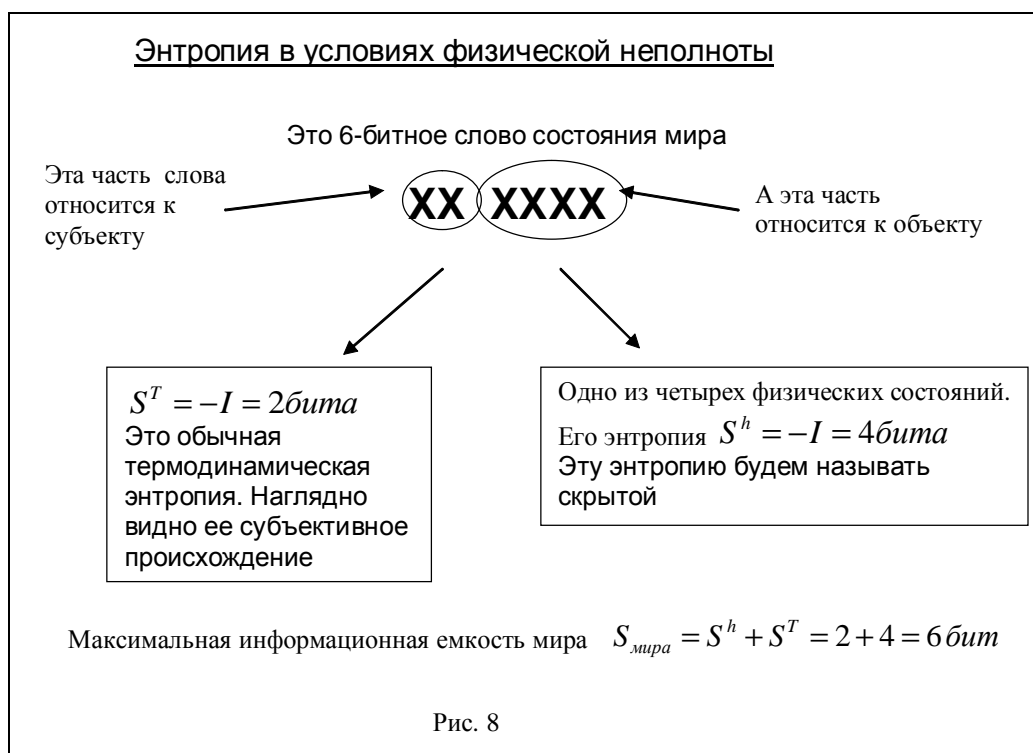 Энтропия в условиях физической неполноты
Это 6-битное слово состояния мира
Эта часть слова
относится к
субъекту
XX XXXX
А эта часть
относится к объекту
S^T = –I = 2бита
Это обычная
термодинамическая
энтропия. Наглядно
видно ее субъективное
происхождение
Одно из четырех физических состояний.
Его энтропия S^h = –I = 4бита
Эту энтропию будем называть
скрытой
Максимальная информационная емкость мира S_мира = S^h + S^T = 2 + 4 = 6бит
Рис. 8